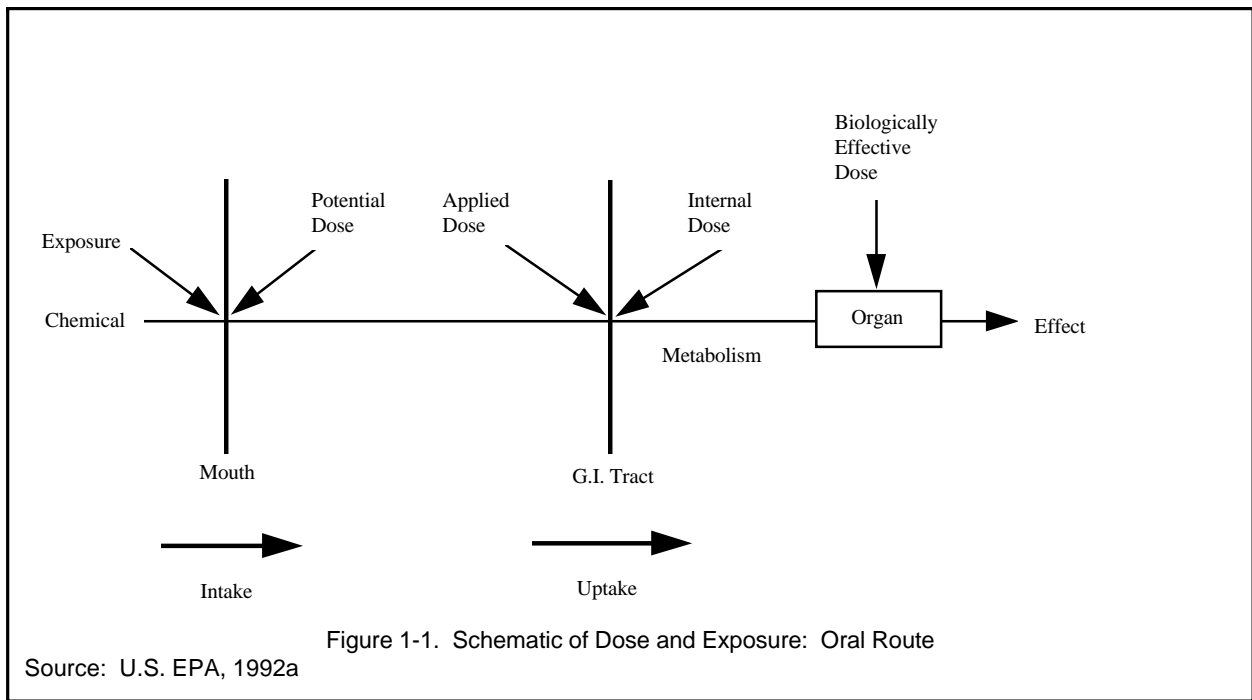 Biologically
Effective
Dose
Potential
Dose
Applied
Dose
Internal
Dose
Exposure
Chemical
Organ
Effect
Metabolism
Mouth
G.I. Tract
Intake
Uptake
Figure 1-1. Schematic of Dose and Exposure: Oral Route
Source: U.S. EPA, 1992a